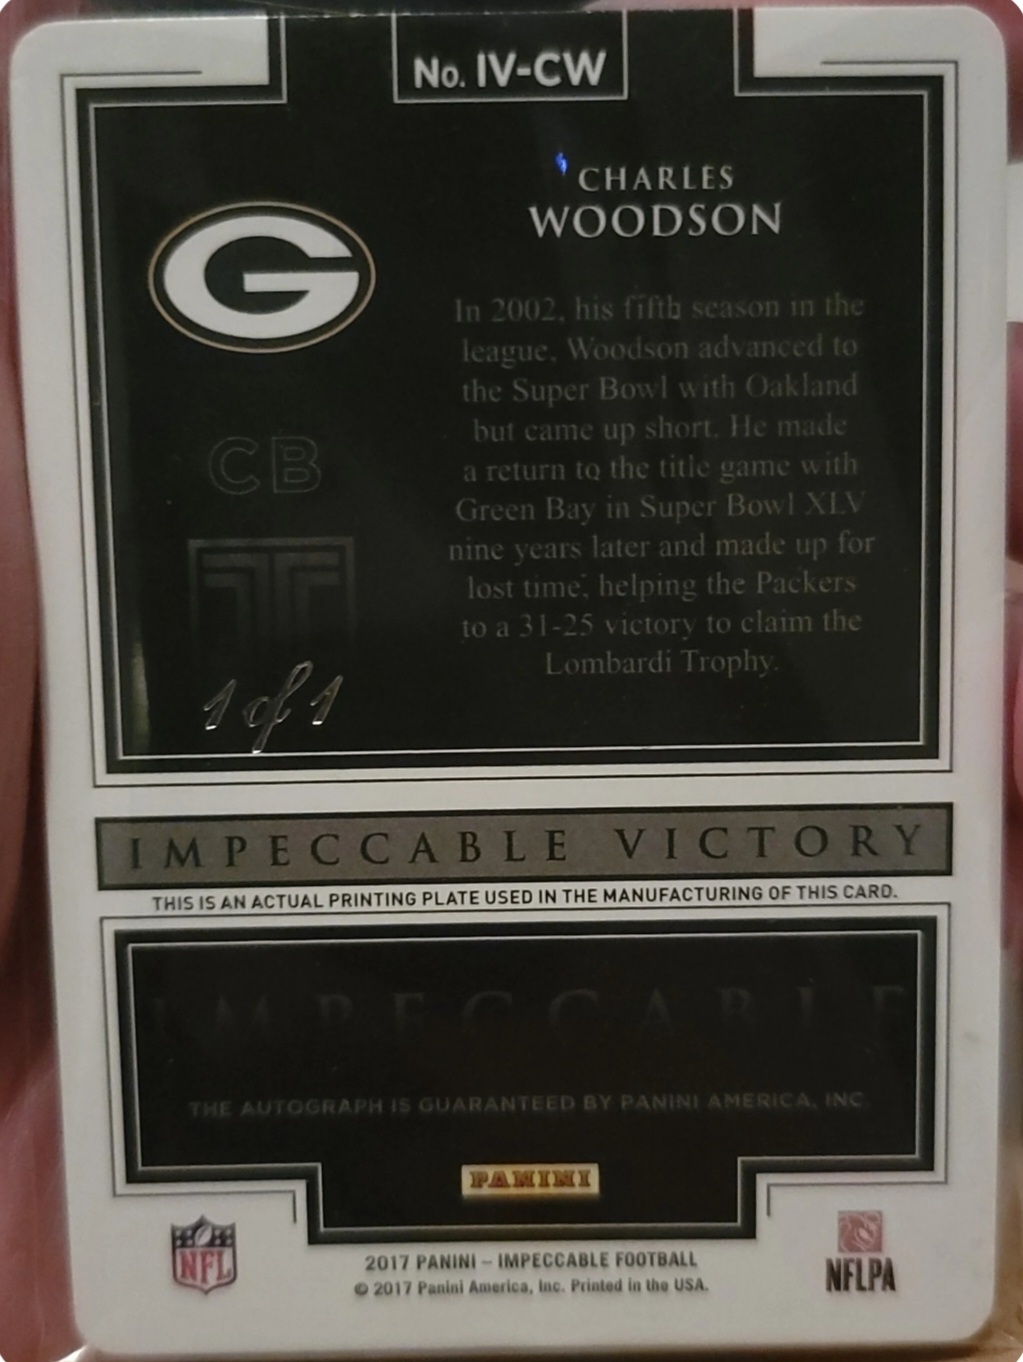 No. IV-CW
CHARLES
WOODSON
G
In 2002, his fifth season in the
league, Woodson advanced to
the Super Bowl with Oakland
but came up short. He made
a return to the title game with
Green Bay in Super Bowl XLV
nine years later and made up for
lost time, helping the Packers
to a 31-25 victory to claim the
Lombardi Trophy.
CB
1 of 1
IMPECCABLE VICTORY
THIS IS AN ACTUAL PRINTING PLATE USED IN THE MANUFACTURING OF THIS CARD.
IMPECCABLE
THE AUTOGRAPH IS GUARANTEED BY PANINI AMERICA, INC.
PANINI
NFL
2017 PANINI – IMPECCABLE FOOTBALL
© 2017 Panini America, Inc. Printed in the USA.
NFLPA